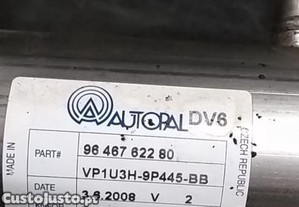 AUTOPAL DV6
MADE IN
CZECH REPUBLIC
PART# 96 467 622 80
VP1U3H-9P445-BB
DATE 3.6.2008 V 2
CustoJusto.pt